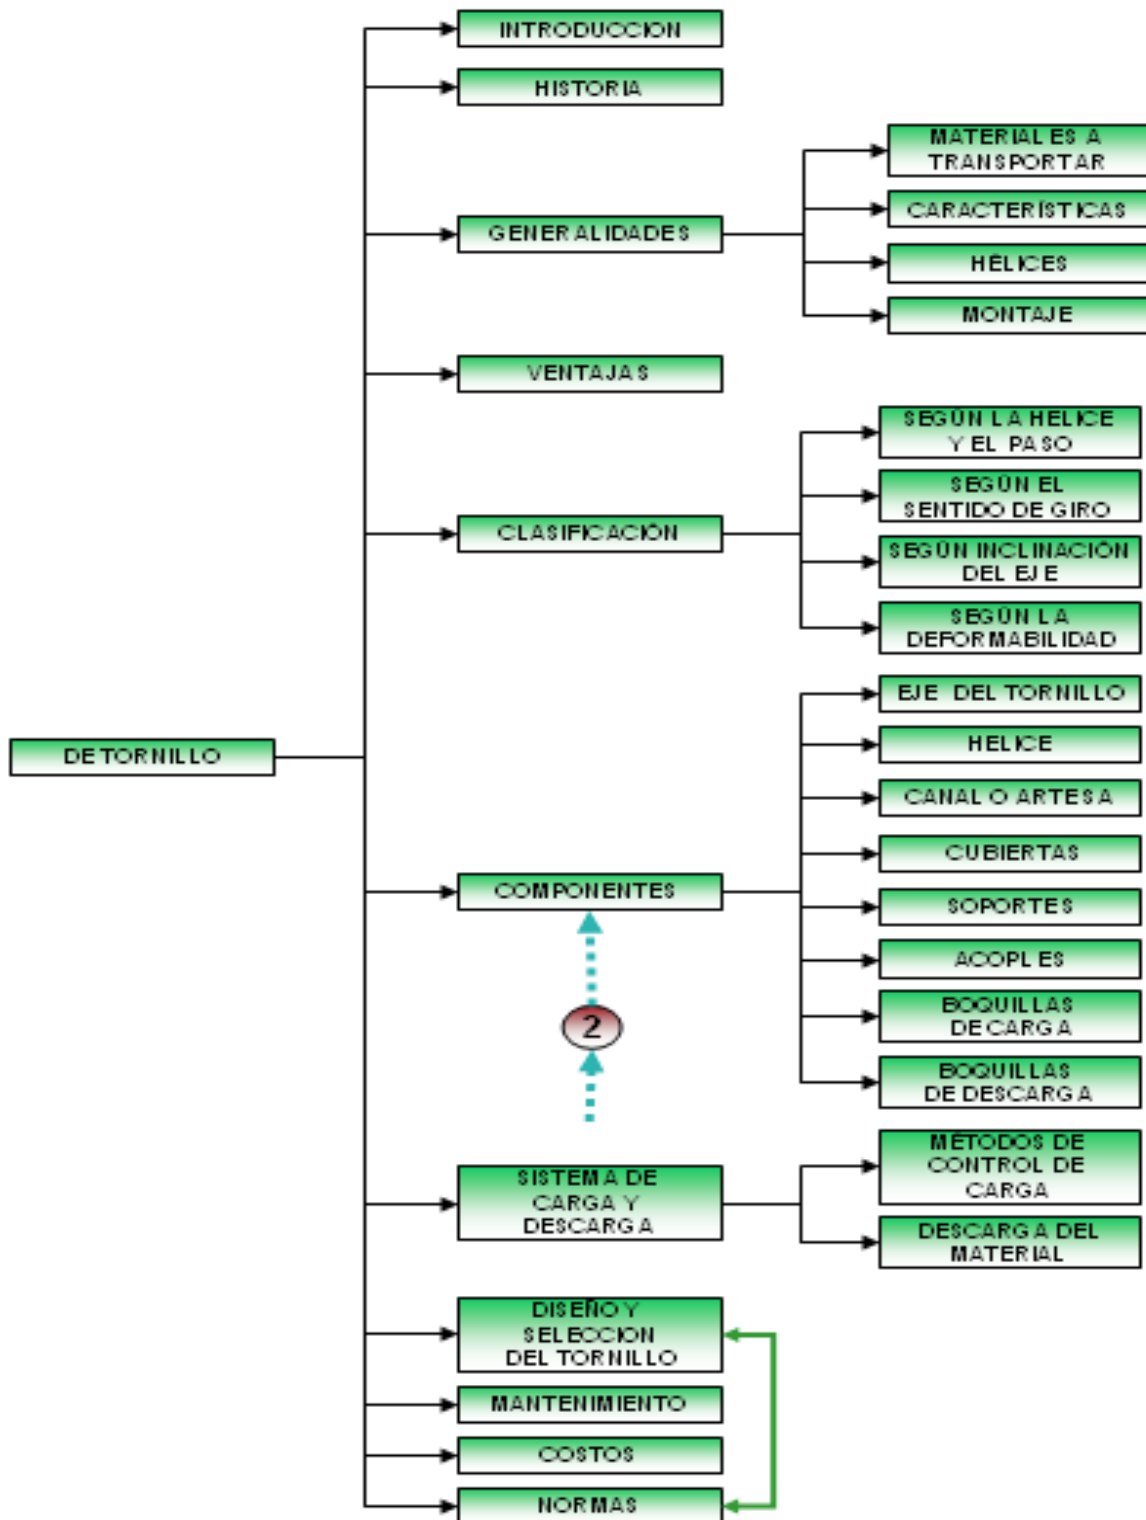 INTRODUCCION
HISTORIA
GENERALIDADES
MATERIALES A
TRANSPORTAR
CARACTERÍSTICAS
HÉLICES
MONTAJE
VENTAJAS
CLASIFICACIÓN
SEGÚN LA HELICE
Y EL PASO
SEGÚN EL
SENTIDO DE GIRO
SEGÚN INCLINACIÓN
DEL EJE
SEGÚN LA
DEFORMABILIDAD
DE TORNILLO
COMPONENTES
EJE DEL TORNILLO
HELICE
CANAL O ARTESA
CUBIERTAS
SOPORTES
ACOPLES
BOQUILLAS
DE CARGA
BOQUILLAS
DE DESCARGA
2
SISTEMA DE
CARGA Y
DESCARGA
MÉTODOS DE
CONTROL DE
CARGA
DESCARGA DEL
MATERIAL
DISEÑO Y
SELECCION
DEL TORNILLO
MANTENIMIENTO
COSTOS
NORMAS